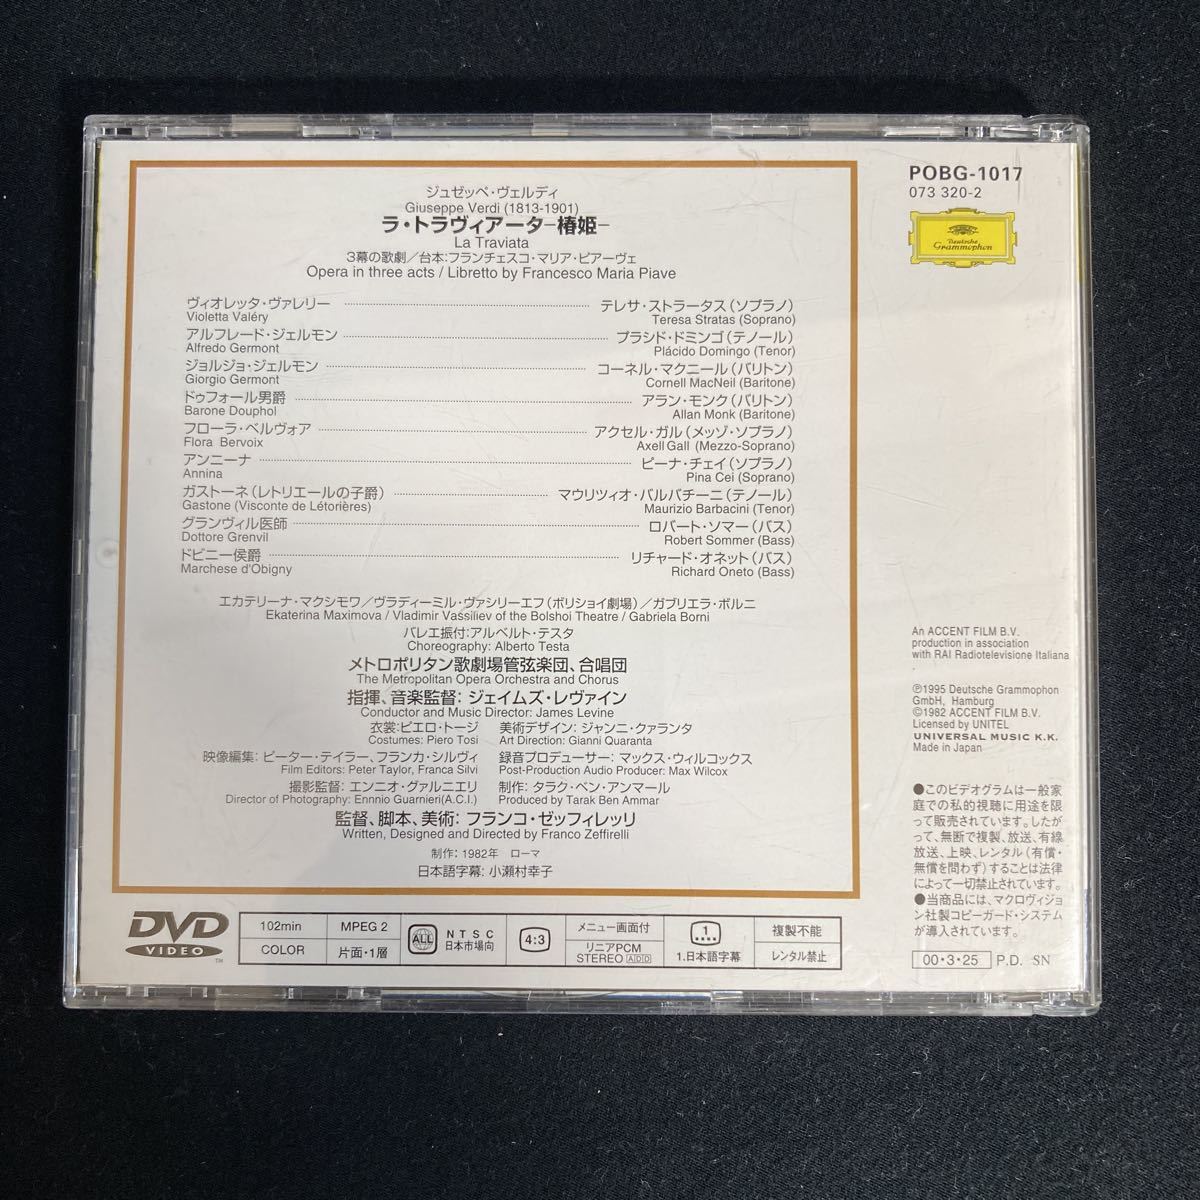 ジュゼッペ・ヴェルディ
Giuseppe Verdi (1813-1901)
ラ・トラヴィアータ-椿姫-
La Traviata
3幕の歌劇／台本:フランチェスコ・マリア・ピアーヴェ
Opera in three acts / Libretto by Francesco Maria Piave
ヴィオレッタ・ヴァレリー テレサ・ストラータス(ソプラノ)
Violetta Valéry Teresa Stratas (Soprano)
アルフレード・ジェルモン プラシド・ドミンゴ(テノール)
Alfredo Germont Plácido Domingo (Tenor)
ジョルジョ・ジェルモン コーネル・マクニール(バリトン)
Giorgio Germont Cornell MacNeil (Baritone)
ドゥフォール男爵 アラン・モンク(バリトン)
Barone Douphol Allan Monk (Baritone)
フローラ・ベルヴォア アクセル・ガル(メッゾ・ソプラノ)
Flora Bervoix Axell Gall (Mezzo-Soprano)
アンニーナ ピーナ・チェイ(ソプラノ)
Annina Pina Cei (Soprano)
ガストーネ(レトリエールの子爵) マウリツィオ・バルバチーニ(テノール)
Gastone (Visconte de Létorières) Maurizio Barbacini (Tenor)
グランヴィル医師 ロバート・ソマー(バス)
Dottore Grenvil Robert Sommer (Bass)
ドビニー侯爵 リチャード・オネット(バス)
Marchese d'Obigny Richard Oneto (Bass)
エカテリーナ・マクシモワ／ヴラディーミル・ヴァシリーエフ(ボリショイ劇場)／ガブリエラ・ボルニ
Ekaterina Maximova / Vladimir Vassiliev of the Bolshoi Theatre / Gabriela Borni
バレエ振付:アルベルト・テスタ
Choreography: Alberto Testa
メトロポリタン歌劇場管弦楽団、合唱団
The Metropolitan Opera Orchestra and Chorus
指揮、音楽監督: ジェイムズ・レヴァイン
Conductor and Music Director: James Levine
衣裳:ピエロ・トージ 美術デザイン: ジャンニ・クァランタ
Costumes: Piero Tosi Art Direction: Gianni Quaranta
映像編集: ピーター・テイラー、フランカ・シルヴィ 録音プロデューサー: マックス・ウィルコックス
Film Editors: Peter Taylor, Franca Silvi Post-Production Audio Producer: Max Wilcox
撮影監督: エンニオ・グァルニエリ 制作: タラク・ベン・アンマール
Director of Photography: Ennnio Guarnieri(A.C.I.) Produced by Tarak Ben Ammar
監督、脚本、美術: フランコ・ゼッフィレッリ
Written, Designed and Directed by Franco Zeffirelli
制作: 1982年 ローマ
日本語字幕: 小瀬村幸子
POBG-1017
073 320-2
Deutsche
Grammophon
An ACCENT FILM B.V.
production in association
with RAI Radiotelevisione Italiana
℗1995 Deutsche Grammophon
GmbH, Hamburg
©1982 ACCENT FILM B.V.
Licensed by UNITEL
UNIVERSAL MUSIC K.K.
Made in Japan
●このビデオグラムは一般家
庭での私的視聴に用途を限
って販売されています。したが
って、無断で複製、放送、有線
放送、上映、レンタル(有償・
無償を問わず)することは法律
によって一切禁止されています。
●当商品には、マクロヴィジョ
ン社製コピーガード・システム
が導入されています。
00・3・25 P.D. SN
DVD
VIDEO TM
102min
COLOR
MPEG 2
片面・1層
ALL
NTSC
日本市場向
4:3
メニュー画面付
リニアPCM
STEREO ADD
1
1.日本語字幕
複製不能
レンタル禁止